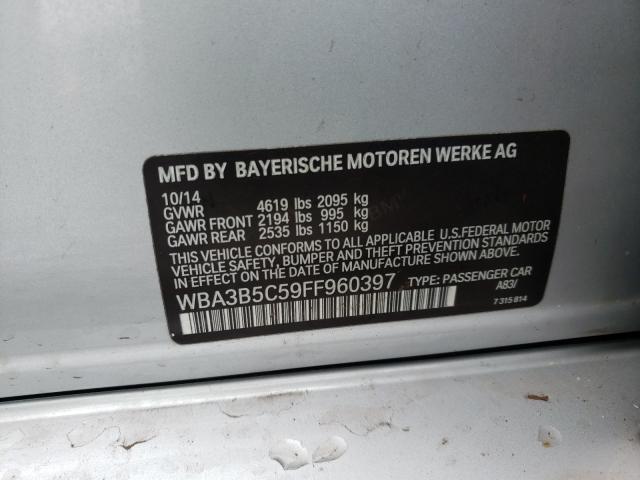 MFD BY BAYERISCHE MOTOREN WERKE AG
10/14
GVWR 4619 lbs 2095 kg
GAWR FRONT 2194 lbs 995 kg
GAWR REAR 2535 lbs 1150 kg
THIS VEHICLE CONFORMS TO ALL APPLICABLE U.S.FEDERAL MOTOR
VEHICLE SAFETY, BUMPER AND THEFT PREVENTION STANDARDS IN
EFFECT ON THE DATE OF MANUFACTURE SHOWN ABOVE.
WBA3B5C59FF960397 TYPE: PASSENGER CAR
A83/
7 315 814